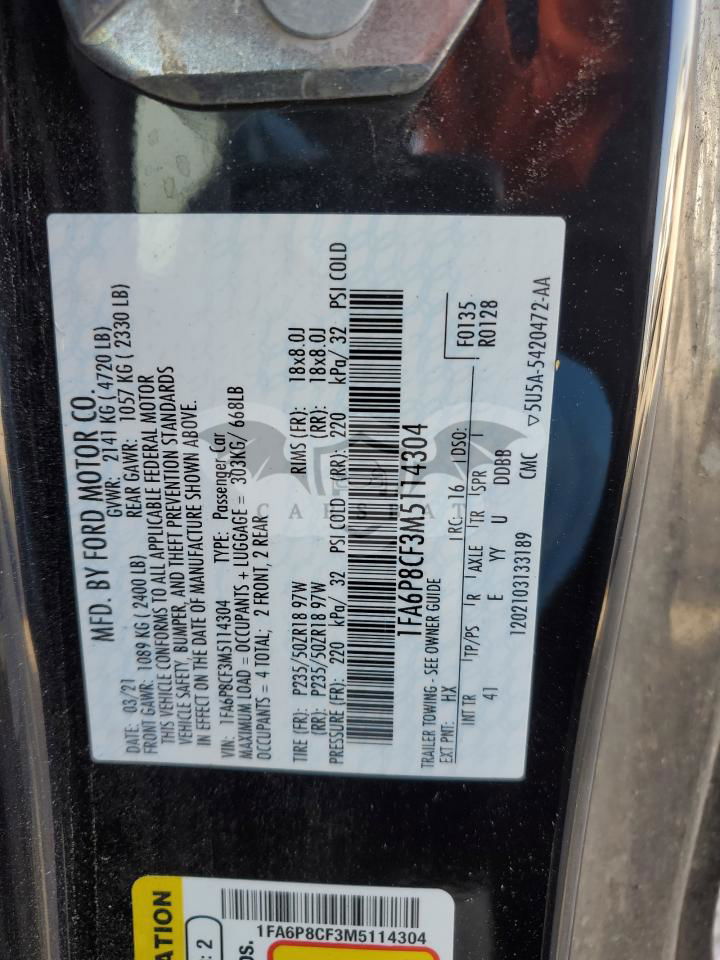 MFD. BY FORD MOTOR CO.
DATE: 03/21 GVWR: 2141 KG ( 4720 LB)
FRONT GAWR: 1089 KG ( 2400 LB) REAR GAWR: 1057 KG ( 2330 LB)
THIS VEHICLE CONFORMS TO ALL APPLICABLE FEDERAL MOTOR
VEHICLE SAFETY, BUMPER, AND THEFT PREVENTION STANDARDS
IN EFFECT ON THE DATE OF MANUFACTURE SHOWN ABOVE.
VIN: 1FA6P8CF3M5114304 TYPE: Passenger Car
MAXIMUM LOAD = OCCUPANTS + LUGGAGE = 303KG/ 668LB
OCCUPANTS = 4 TOTAL; 2 FRONT, 2 REAR
TIRE (FR): P235/50ZR18 97W RIMS (FR): 18x8.0J
(RR): P235/50ZR18 97W (RR): 18x8.0J
PRESSURE (FR): 220 kPa/ 32 PSI COLD (RR): 220 kPa/ 32 PSI COLD
1FA6P8CF3M5114304
TRAILER TOWING - SEE OWNER GUIDE F0135
EXT PNT: HX RC: 16 DSO: R0128
INT TR TP/PS R AXLE TR SPR
41 E YY U DDBB
1202103133189 CMC ▽5U5A-5420472-AA
1FA6P8CF3M5114304
ATION
: 2
os.